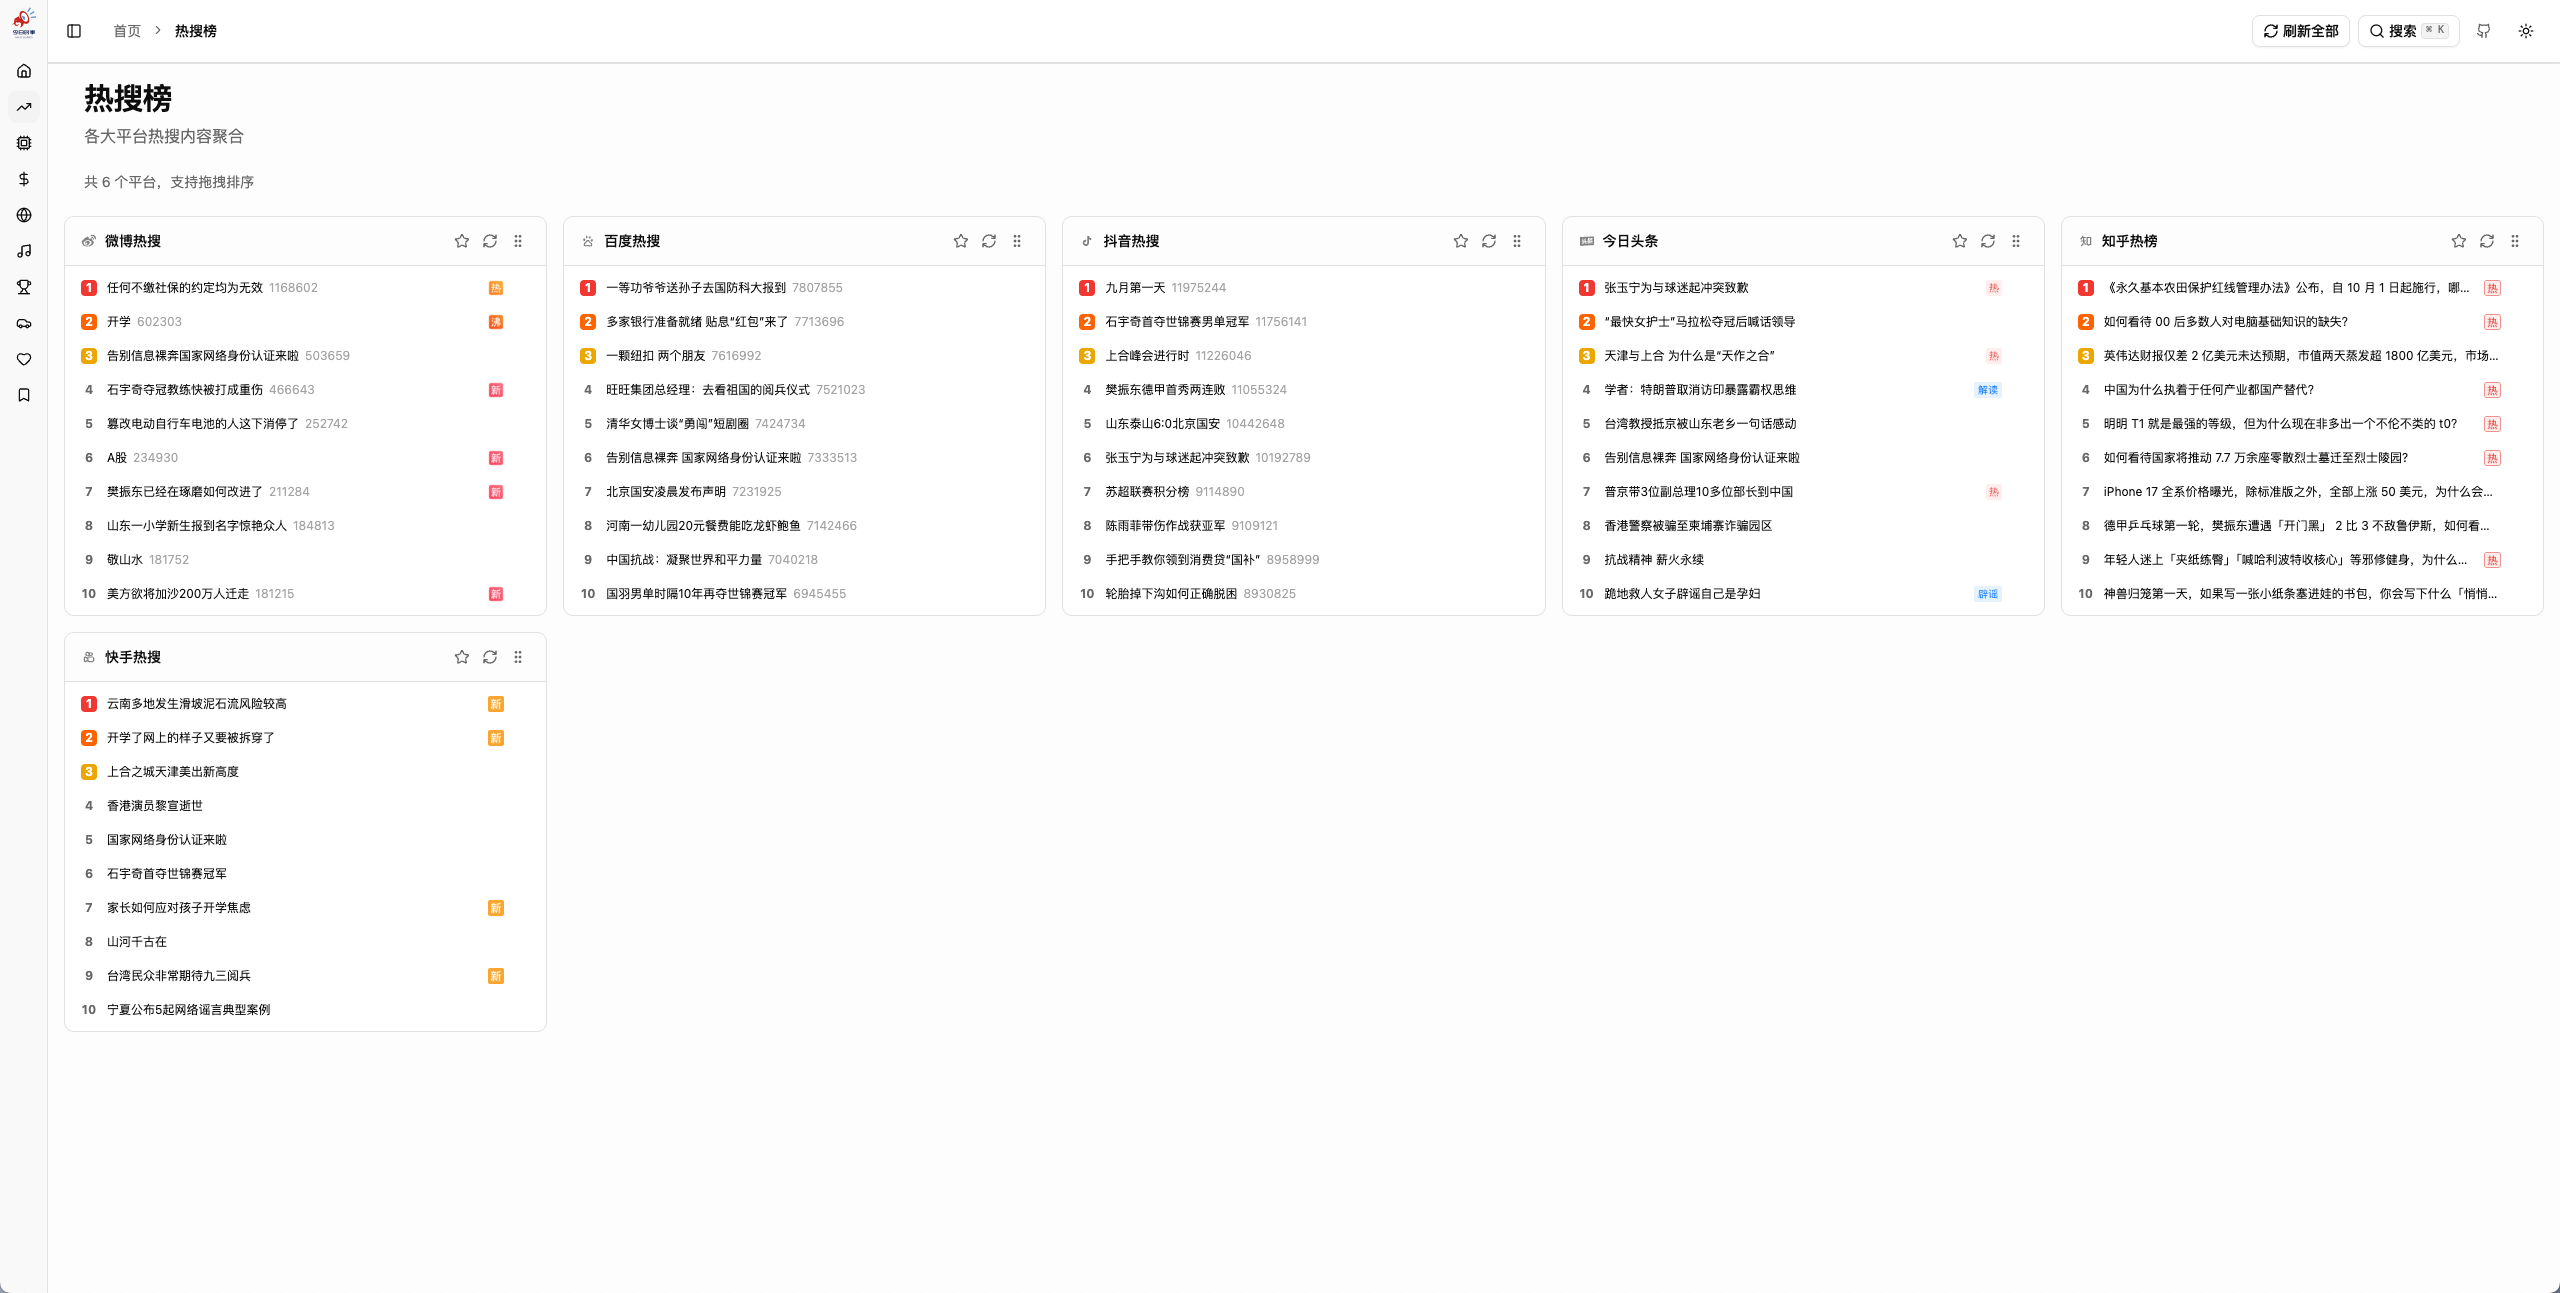 首页 > 热搜榜
刷新全部
搜索 ⌘ K
热搜榜
各大平台热搜内容聚合
共 6 个平台，支持拖拽排序
微博热搜
1 任何不缴社保的约定均为无效 1168602 热
2 开学 602303 沸
3 告别信息裸奔国家网络身份认证来啦 503659
4 石宇奇夺冠教练快被打成重伤 466643 新
5 篡改电动自行车电池的人这下消停了 252742
6 A股 234930 新
7 樊振东已经在琢磨如何改进了 211284 新
8 山东一小学新生报到名字惊艳众人 184813
9 敬山水 181752
10 美方欲将加沙200万人迁走 181215 新
百度热搜
1 一等功爷爷送孙子去国防科大报到 7807855
2 多家银行准备就绪 贴息“红包”来了 7713696
3 一颗纽扣 两个朋友 7616992
4 旺旺集团总经理：去看祖国的阅兵仪式 7521023
5 清华女博士谈“勇闯”短剧圈 7424734
6 告别信息裸奔 国家网络身份认证来啦 7333513
7 北京国安凌晨发布声明 7231925
8 河南一幼儿园20元餐费能吃龙虾鲍鱼 7142466
9 中国抗战：凝聚世界和平力量 7040218
10 国羽男单时隔10年再夺世锦赛冠军 6945455
抖音热搜
1 九月第一天 11975244
2 石宇奇首夺世锦赛男单冠军 11756141
3 上合峰会进行时 11226046
4 樊振东德甲首秀两连败 11055324
5 山东泰山6:0北京国安 10442648
6 张玉宁为与球迷起冲突致歉 10192789
7 苏超联赛积分榜 9114890
8 陈雨菲带伤作战获亚军 9109121
9 手把手教你领到消费贷“国补” 8958999
10 轮胎掉下沟如何正确脱困 8930825
今日头条
1 张玉宁为与球迷起冲突致歉 热
2 “最快女护士”马拉松夺冠后喊话领导
3 天津与上合 为什么是“天作之合” 热
4 学者：特朗普取消访印暴露霸权思维 解读
5 台湾教授抵京被山东老乡一句话感动
6 告别信息裸奔 国家网络身份认证来啦
7 普京带3位副总理10多位部长到中国 热
8 香港警察被骗至柬埔寨诈骗园区
9 抗战精神 薪火永续
10 跪地救人女子辟谣自己是孕妇 辟谣
知乎热榜
1 《永久基本农田保护红线管理办法》公布，自 10 月 1 日起施行，哪... 热
2 如何看待 00 后多数人对电脑基础知识的缺失? 热
3 英伟达财报仅差 2 亿美元未达预期，市值两天蒸发超 1800 亿美元，市场...
4 中国为什么执着于任何产业都国产替代? 热
5 明明 T1 就是最强的等级，但为什么现在非多出一个不伦不类的 t0? 热
6 如何看待国家将推动 7.7 万余座零散烈士墓迁至烈士陵园? 热
7 iPhone 17 全系价格曝光，除标准版之外，全部上涨 50 美元，为什么会...
8 德甲乒乓球第一轮，樊振东遭遇「开门黑」 2 比 3 不敌鲁伊斯，如何看...
9 年轻人迷上「夹纸练臀」「喊哈利波特收核心」等邪修健身，为什么... 热
10 神兽归笼第一天，如果写一张小纸条塞进娃的书包，你会写下什么「悄悄...
快手热搜
1 云南多地发生滑坡泥石流风险较高 新
2 开学了网上的样子又要被拆穿了 新
3 上合之城天津美出新高度
4 香港演员黎宣逝世
5 国家网络身份认证来啦
6 石宇奇首夺世锦赛冠军
7 家长如何应对孩子开学焦虑 新
8 山河千古在
9 台湾民众非常期待九三阅兵 新
10 宁夏公布5起网络谣言典型案例